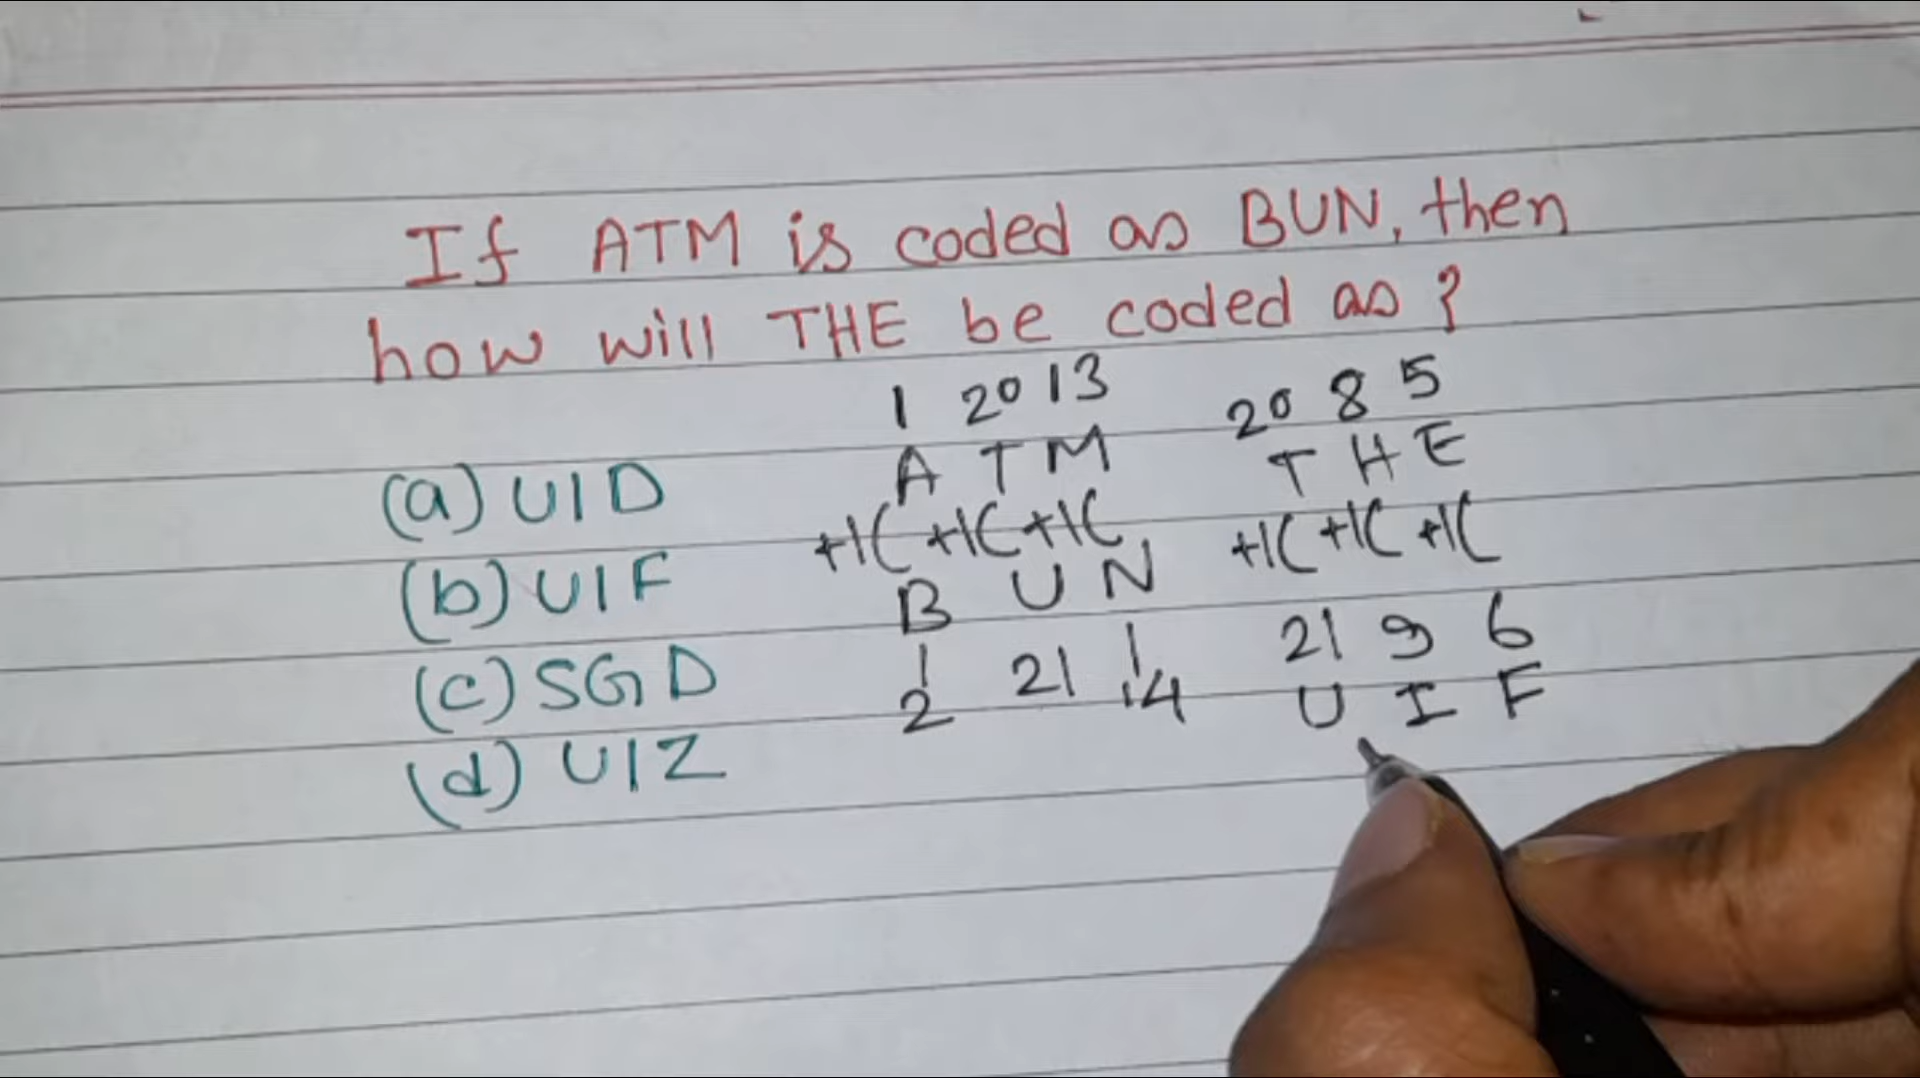 If ATM is coded as BUN, then
how will THE be coded as ?
1 20 13 20 8 5
A T M T H E
(a) UID
+1 +1 +1 +1 +1 +1
(b) UIF
B U N 21 9 6
(c) SGD
2 21 14 U I F
(d) UIZ